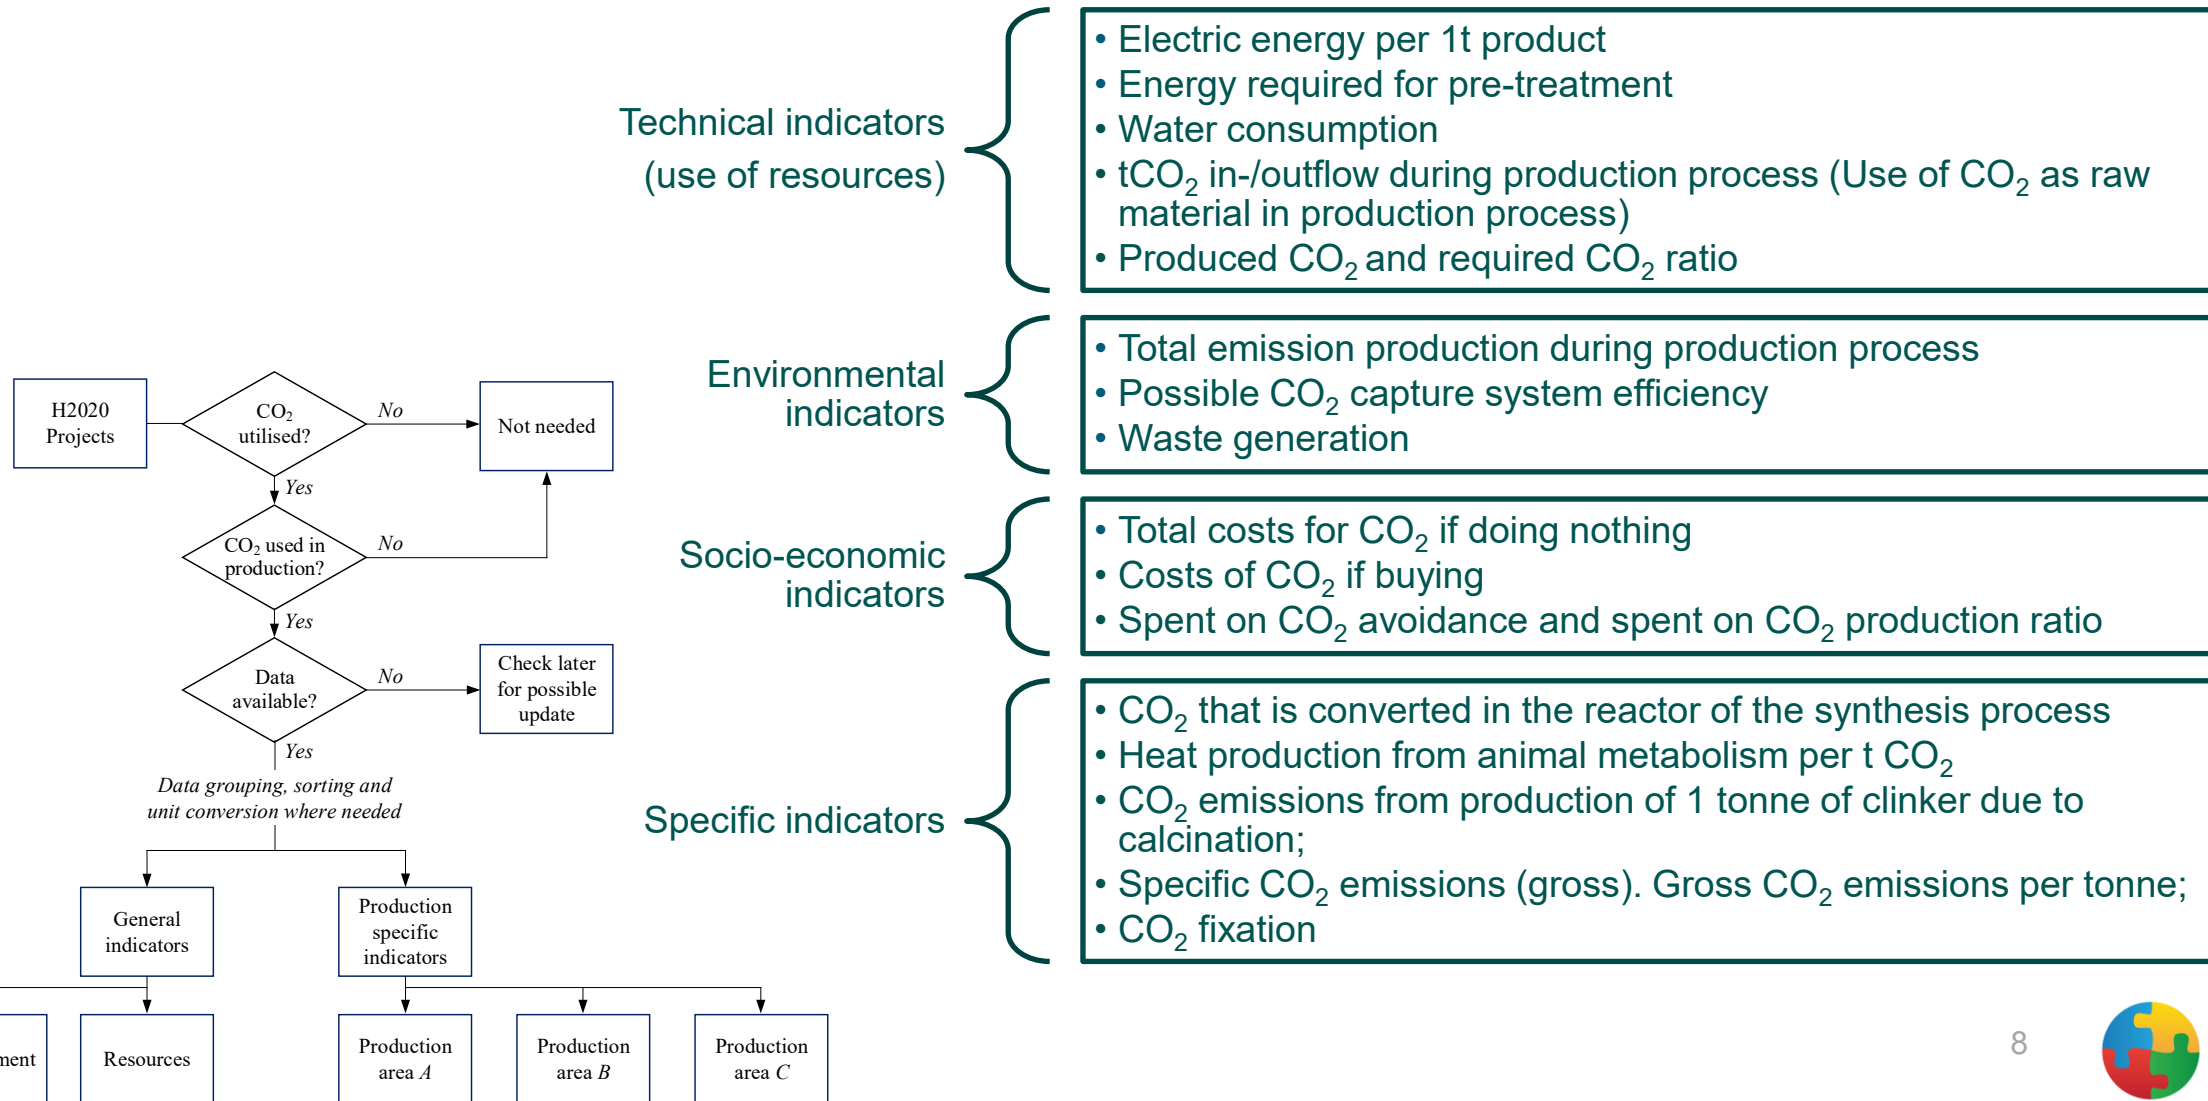 Technical indicators
(use of resources)
• Electric energy per 1t product
• Energy required for pre-treatment
• Water consumption
• tCO₂ in-/outflow during production process (Use of CO₂ as raw
material in production process)
• Produced CO₂ and required CO₂ ratio
Environmental
indicators
• Total emission production during production process
• Possible CO₂ capture system efficiency
• Waste generation
Socio-economic
indicators
• Total costs for CO₂ if doing nothing
• Costs of CO₂ if buying
• Spent on CO₂ avoidance and spent on CO₂ production ratio
Specific indicators
• CO₂ that is converted in the reactor of the synthesis process
• Heat production from animal metabolism per t CO₂
• CO₂ emissions from production of 1 tonne of clinker due to
calcination;
• Specific CO₂ emissions (gross). Gross CO₂ emissions per tonne;
• CO₂ fixation
H2020
Projects
CO₂
utilised?
No
Not needed
Yes
CO₂ used in
production?
No
Yes
Data
available?
No
Check later
for possible
update
Yes
Data grouping, sorting and
unit conversion where needed
General
indicators
Production
specific
indicators
ment
Resources
Production
area A
Production
area B
Production
area C
8